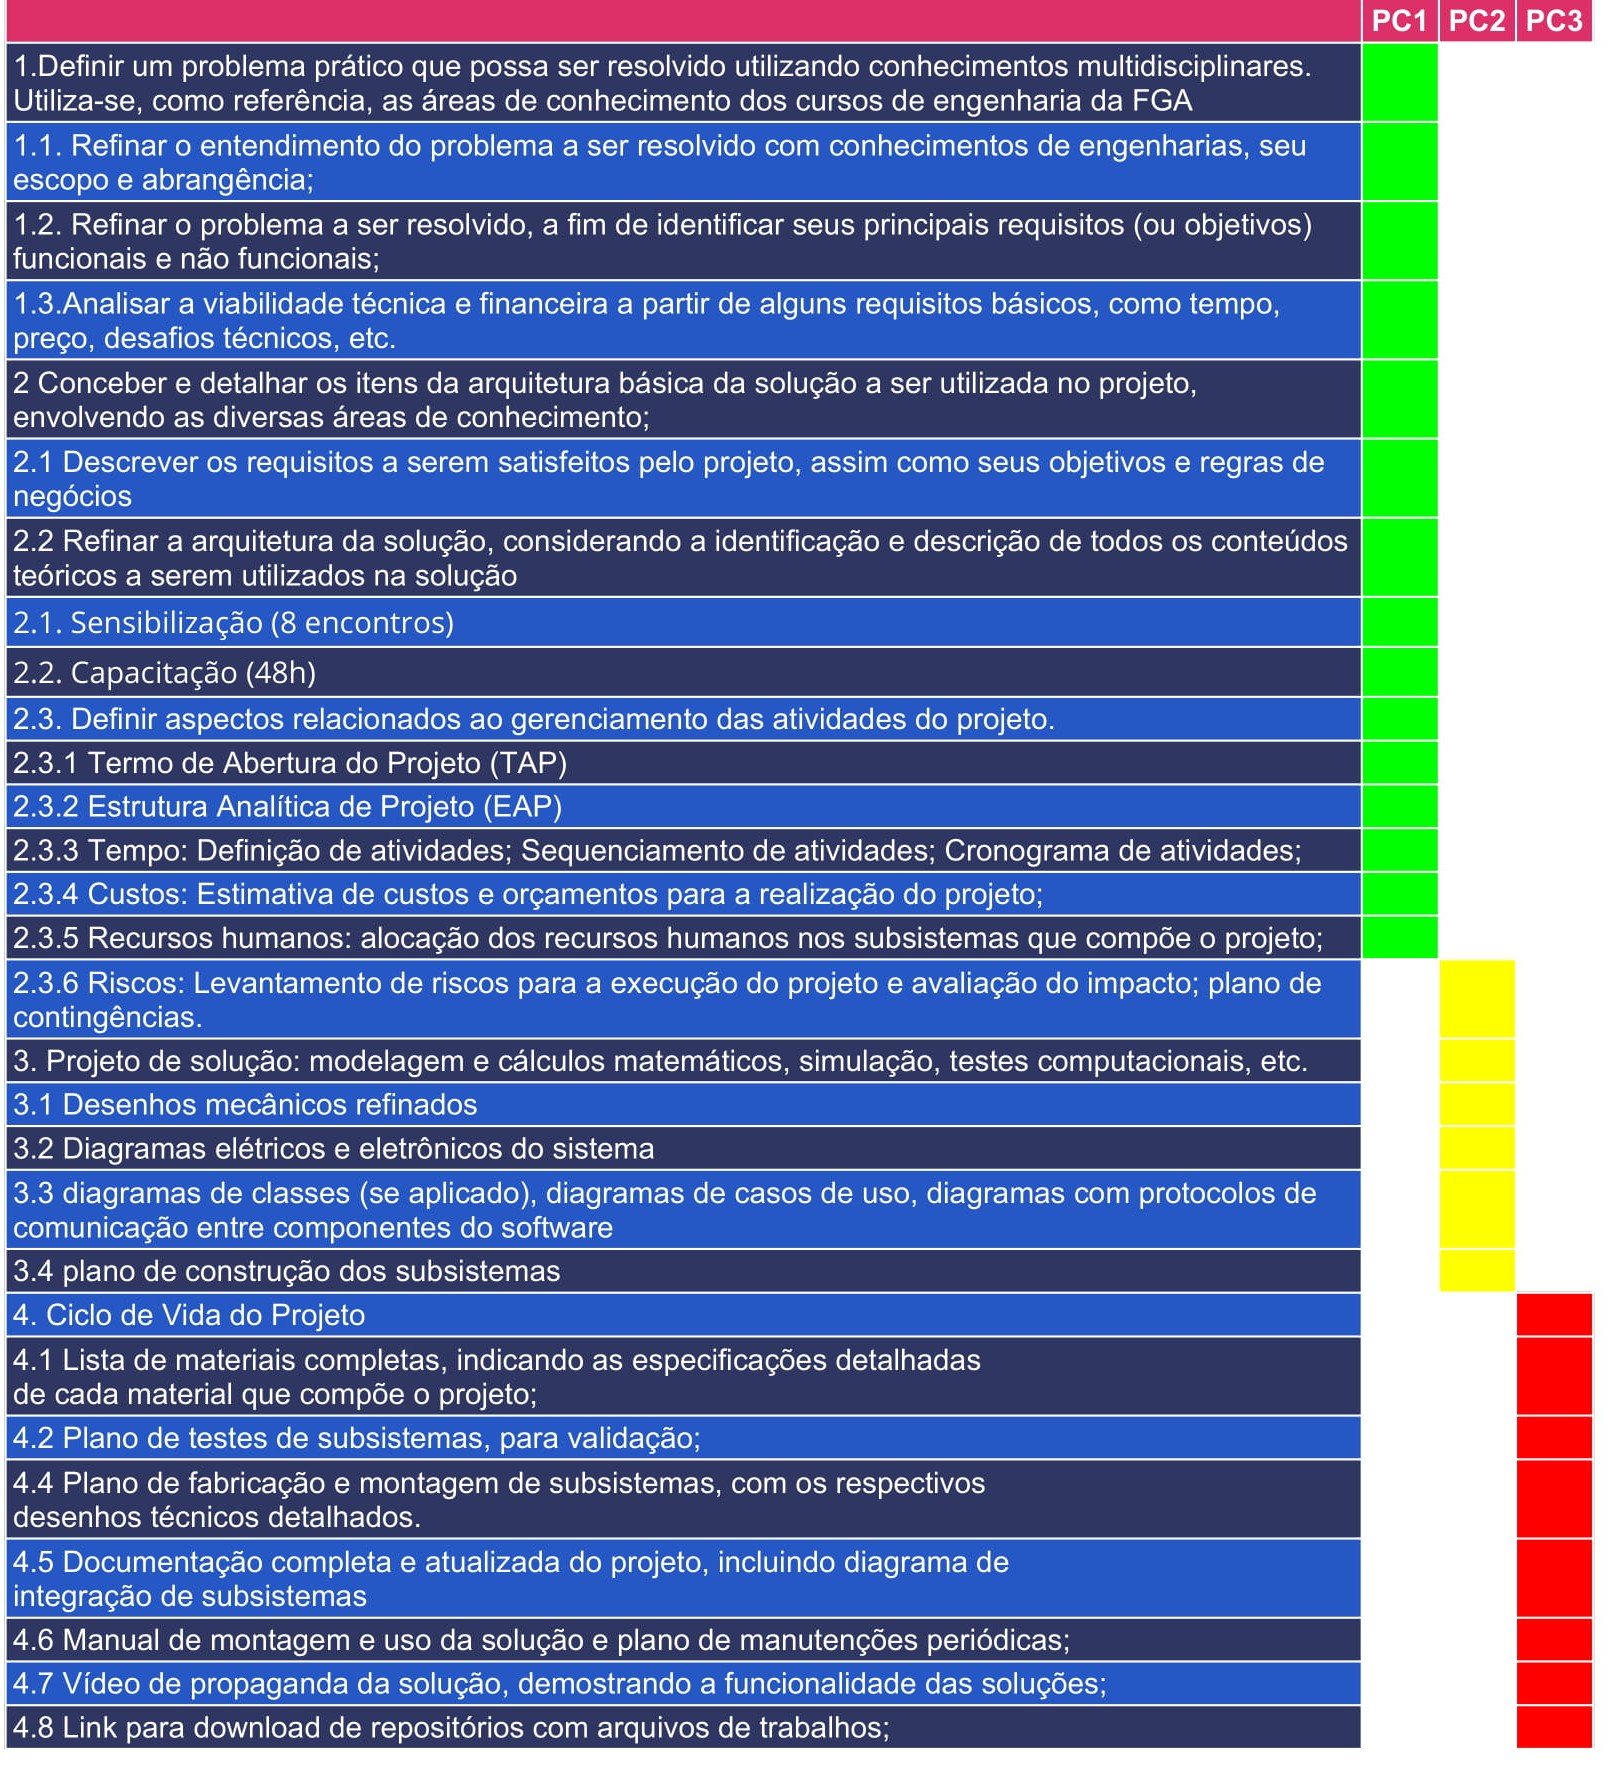 PC1 PC2 PC3
1.Definir um problema prático que possa ser resolvido utilizando conhecimentos multidisciplinares.
Utiliza-se, como referência, as áreas de conhecimento dos cursos de engenharia da FGA
1.1. Refinar o entendimento do problema a ser resolvido com conhecimentos de engenharias, seu
escopo e abrangência;
1.2. Refinar o problema a ser resolvido, a fim de identificar seus principais requisitos (ou objetivos)
funcionais e não funcionais;
1.3.Analisar a viabilidade técnica e financeira a partir de alguns requisitos básicos, como tempo,
preço, desafios técnicos, etc.
2 Conceber e detalhar os itens da arquitetura básica da solução a ser utilizada no projeto,
envolvendo as diversas áreas de conhecimento;
2.1 Descrever os requisitos a serem satisfeitos pelo projeto, assim como seus objetivos e regras de
negócios
2.2 Refinar a arquitetura da solução, considerando a identificação e descrição de todos os conteúdos
teóricos a serem utilizados na solução
2.1. Sensibilização (8 encontros)
2.2. Capacitação (48h)
2.3. Definir aspectos relacionados ao gerenciamento das atividades do projeto.
2.3.1 Termo de Abertura do Projeto (TAP)
2.3.2 Estrutura Analítica de Projeto (EAP)
2.3.3 Tempo: Definição de atividades; Sequenciamento de atividades; Cronograma de atividades;
2.3.4 Custos: Estimativa de custos e orçamentos para a realização do projeto;
2.3.5 Recursos humanos: alocação dos recursos humanos nos subsistemas que compõe o projeto;
2.3.6 Riscos: Levantamento de riscos para a execução do projeto e avaliação do impacto; plano de
contingências.
3. Projeto de solução: modelagem e cálculos matemáticos, simulação, testes computacionais, etc.
3.1 Desenhos mecânicos refinados
3.2 Diagramas elétricos e eletrônicos do sistema
3.3 diagramas de classes (se aplicado), diagramas de casos de uso, diagramas com protocolos de
comunicação entre componentes do software
3.4 plano de construção dos subsistemas
4. Ciclo de Vida do Projeto
4.1 Lista de materiais completas, indicando as especificações detalhadas
de cada material que compõe o projeto;
4.2 Plano de testes de subsistemas, para validação;
4.4 Plano de fabricação e montagem de subsistemas, com os respectivos
desenhos técnicos detalhados.
4.5 Documentação completa e atualizada do projeto, incluindo diagrama de
integração de subsistemas
4.6 Manual de montagem e uso da solução e plano de manutenções periódicas;
4.7 Vídeo de propaganda da solução, demostrando a funcionalidade das soluções;
4.8 Link para download de repositórios com arquivos de trabalhos;